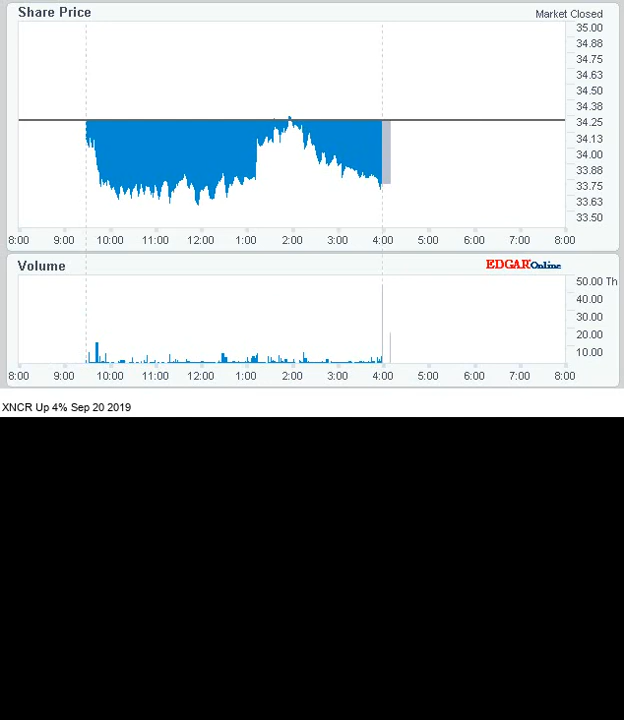 Share Price
Market Closed
35.00
34.88
34.75
34.63
34.50
34.38
34.25
34.13
34.00
33.88
33.75
33.63
33.50
8:00 9:00 10:00 11:00 12:00 1:00 2:00 3:00 4:00 5:00 6:00 7:00 8:00
Volume
EDGAROnline
50.00 Th
40.00
30.00
20.00
10.00
8:00 9:00 10:00 11:00 12:00 1:00 2:00 3:00 4:00 5:00 6:00 7:00 8:00
XNCR Up 4% Sep 20 2019